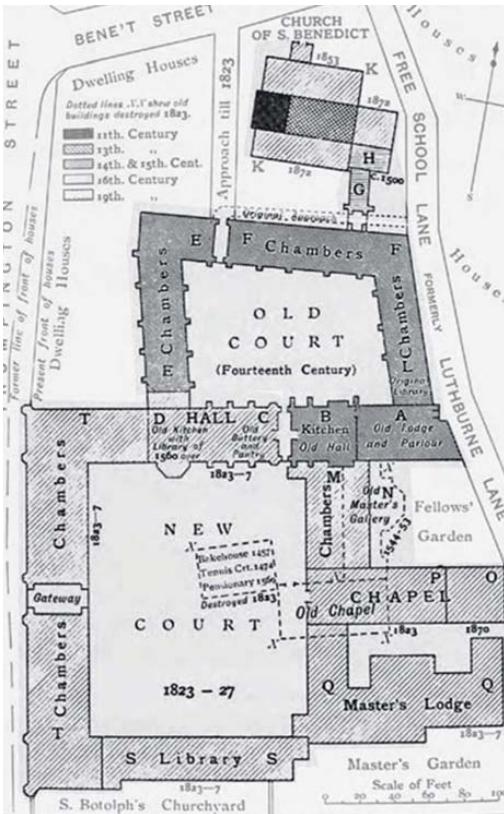 BENE'T STREET
CHURCH
OF S. BENEDICT
Houses
Houses
FREE SCHOOL LANE FORMERLY LUTHBURNE LANE
STREET
Former line of front of houses
Present front of houses
Dwelling Houses
Dwelling Houses
Dotted lines X X shew old
buildings destroyed 1823.
11th. Century
13th. "
14th. & 15th. Cent.
16th. Century
19th. "
Approach till 1823
1853
K
1872
H
c.1500
G
K
1872
W
S
Houses
E
F
Chambers
F
Chambers
E
OLD
COURT
(Fourteenth Century)
Chambers
L
Original
Library
T
D HALL C
Old Kitchen
with
Library of
1560 over
Old
Buttery
and
Pantry
B
Kitchen
Old Hall
A
Old Lodge
and Parlour
1823-7
Chambers
1823-7
M
Chambers
Old
Master's
Gallery
N
1544-53
Fellows'
Garden
NEW
X
Bakehouse 1457
Tennis Crt. 1474
Pensionary 1569
Destroyed 1823
X
COURT
Gateway
P
O
CHAPEL
Old Chapel
X
X
1823
1870
Chambers
T
1823-27
Q
Q
Master's Lodge
1823-7
S Library S
1823-7
Master's Garden
Scale of Feet
0 20 40 60 80 100
S. Botolph's Churchyard